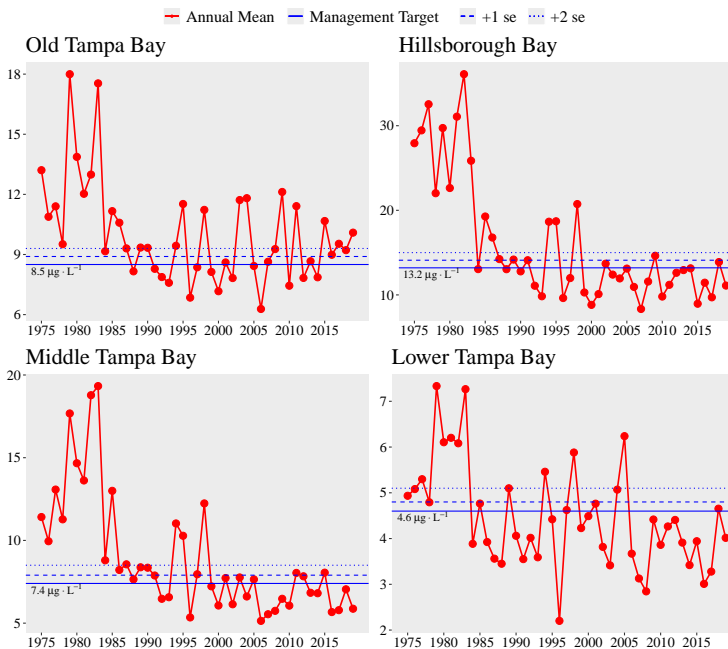 Annual Mean Management Target +1 se +2 se
Old Tampa Bay
18
15
12
9
6
8.5 μg · L⁻¹
1975 1980 1985 1990 1995 2000 2005 2010 2015
Hillsborough Bay
30
20
10
13.2 μg · L⁻¹
1975 1980 1985 1990 1995 2000 2005 2010 2015
Middle Tampa Bay
20
15
10
5
7.4 μg · L⁻¹
1975 1980 1985 1990 1995 2000 2005 2010 2015
Lower Tampa Bay
7
6
5
4
3
2
4.6 μg · L⁻¹
1975 1980 1985 1990 1995 2000 2005 2010 2015